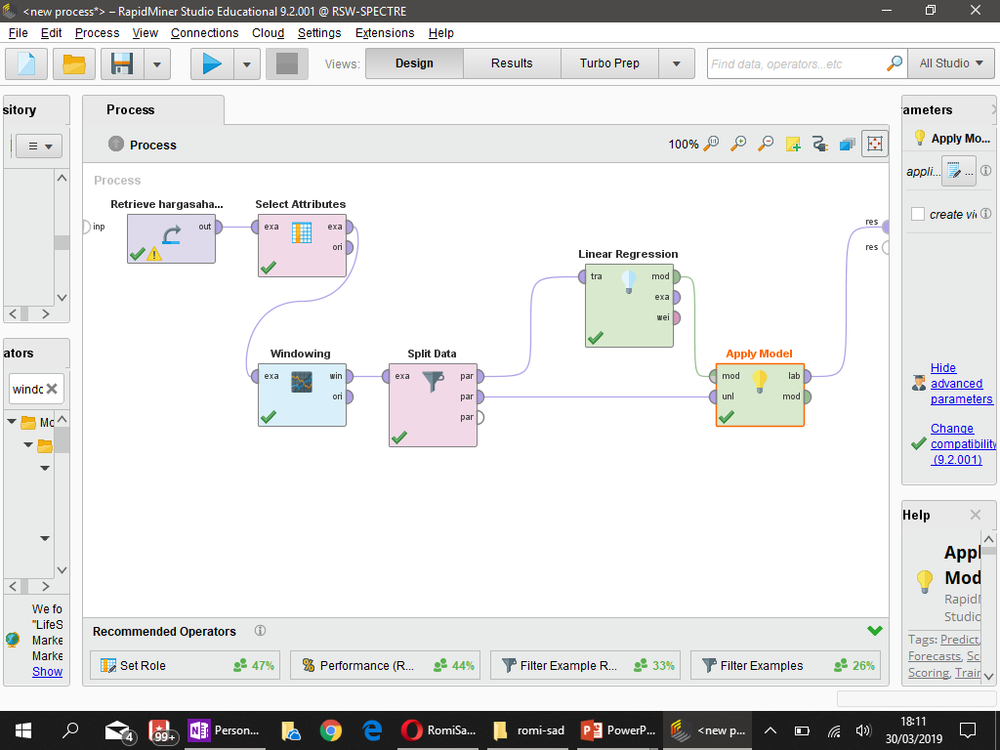 <new process*> – RapidMiner Studio Educational 9.2.001 @ RSW-SPECTRE
File Edit Process View Connections Cloud Settings Extensions Help
Views: Design Results Turbo Prep Find data, operators...etc All Studio
sitory
Process
Process
100%
Process
Retrieve hargasaha...
inp
out
Select Attributes
exa exa
ori
Linear Regression
tra mod
exa
wei
Windowing
exa win
ori
Split Data
exa par
par
par
Apply Model
mod lab
unl mod
res
res
ators
windc
Mc
We fo
"LifeS
Marke
Marke
Show
Recommended Operators
Set Role 47%
Performance (R... 44%
Filter Example R... 33%
Filter Examples 26%
rameters
Apply Mo...
appli... ...
create vi
Hide
advanced
parameters
Change
compatibility
(9.2.001)
Help
Appl
Mod
RapidM
Studio
Tags: Predict,
Forecasts, Sc
Scoring, Train
4
99+
Person...
RomiSa...
romi-sad
PowerP...
<new p...
18:11
30/03/2019